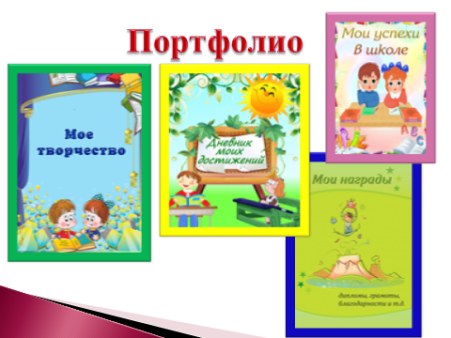 Портфолио
Мое
творчество
Дневник
моих
достижений
Мои успехи
в школе
Мои награды
дипломы, грамоты,
благодарности и т.д.